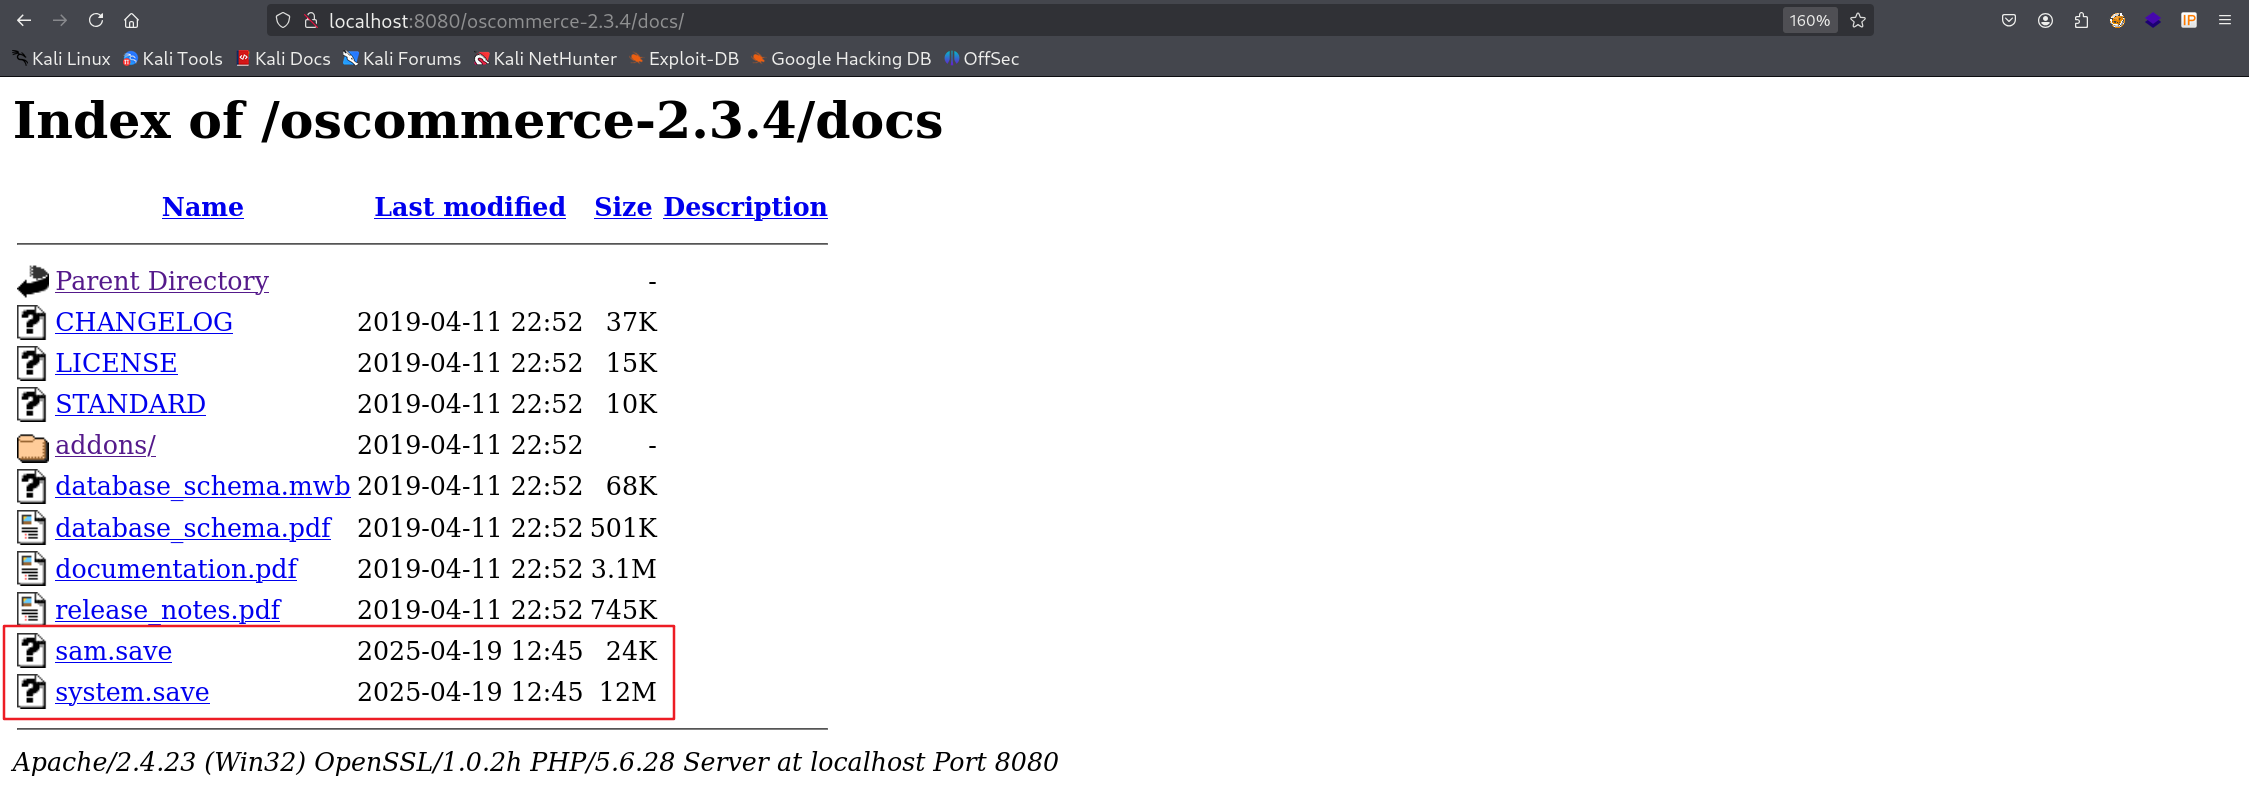 localhost:8080/oscommerce-2.3.4/docs/ 160% IP
Kali Linux Kali Tools Kali Docs Kali Forums Kali NetHunter Exploit-DB Google Hacking DB OffSec
Index of /oscommerce-2.3.4/docs
Name Last modified Size Description
Parent Directory -
CHANGELOG 2019-04-11 22:52 37K
LICENSE 2019-04-11 22:52 15K
STANDARD 2019-04-11 22:52 10K
addons/ 2019-04-11 22:52 -
database_schema.mwb 2019-04-11 22:52 68K
database_schema.pdf 2019-04-11 22:52 501K
documentation.pdf 2019-04-11 22:52 3.1M
release_notes.pdf 2019-04-11 22:52 745K
sam.save 2025-04-19 12:45 24K
system.save 2025-04-19 12:45 12M
Apache/2.4.23 (Win32) OpenSSL/1.0.2h PHP/5.6.28 Server at localhost Port 8080